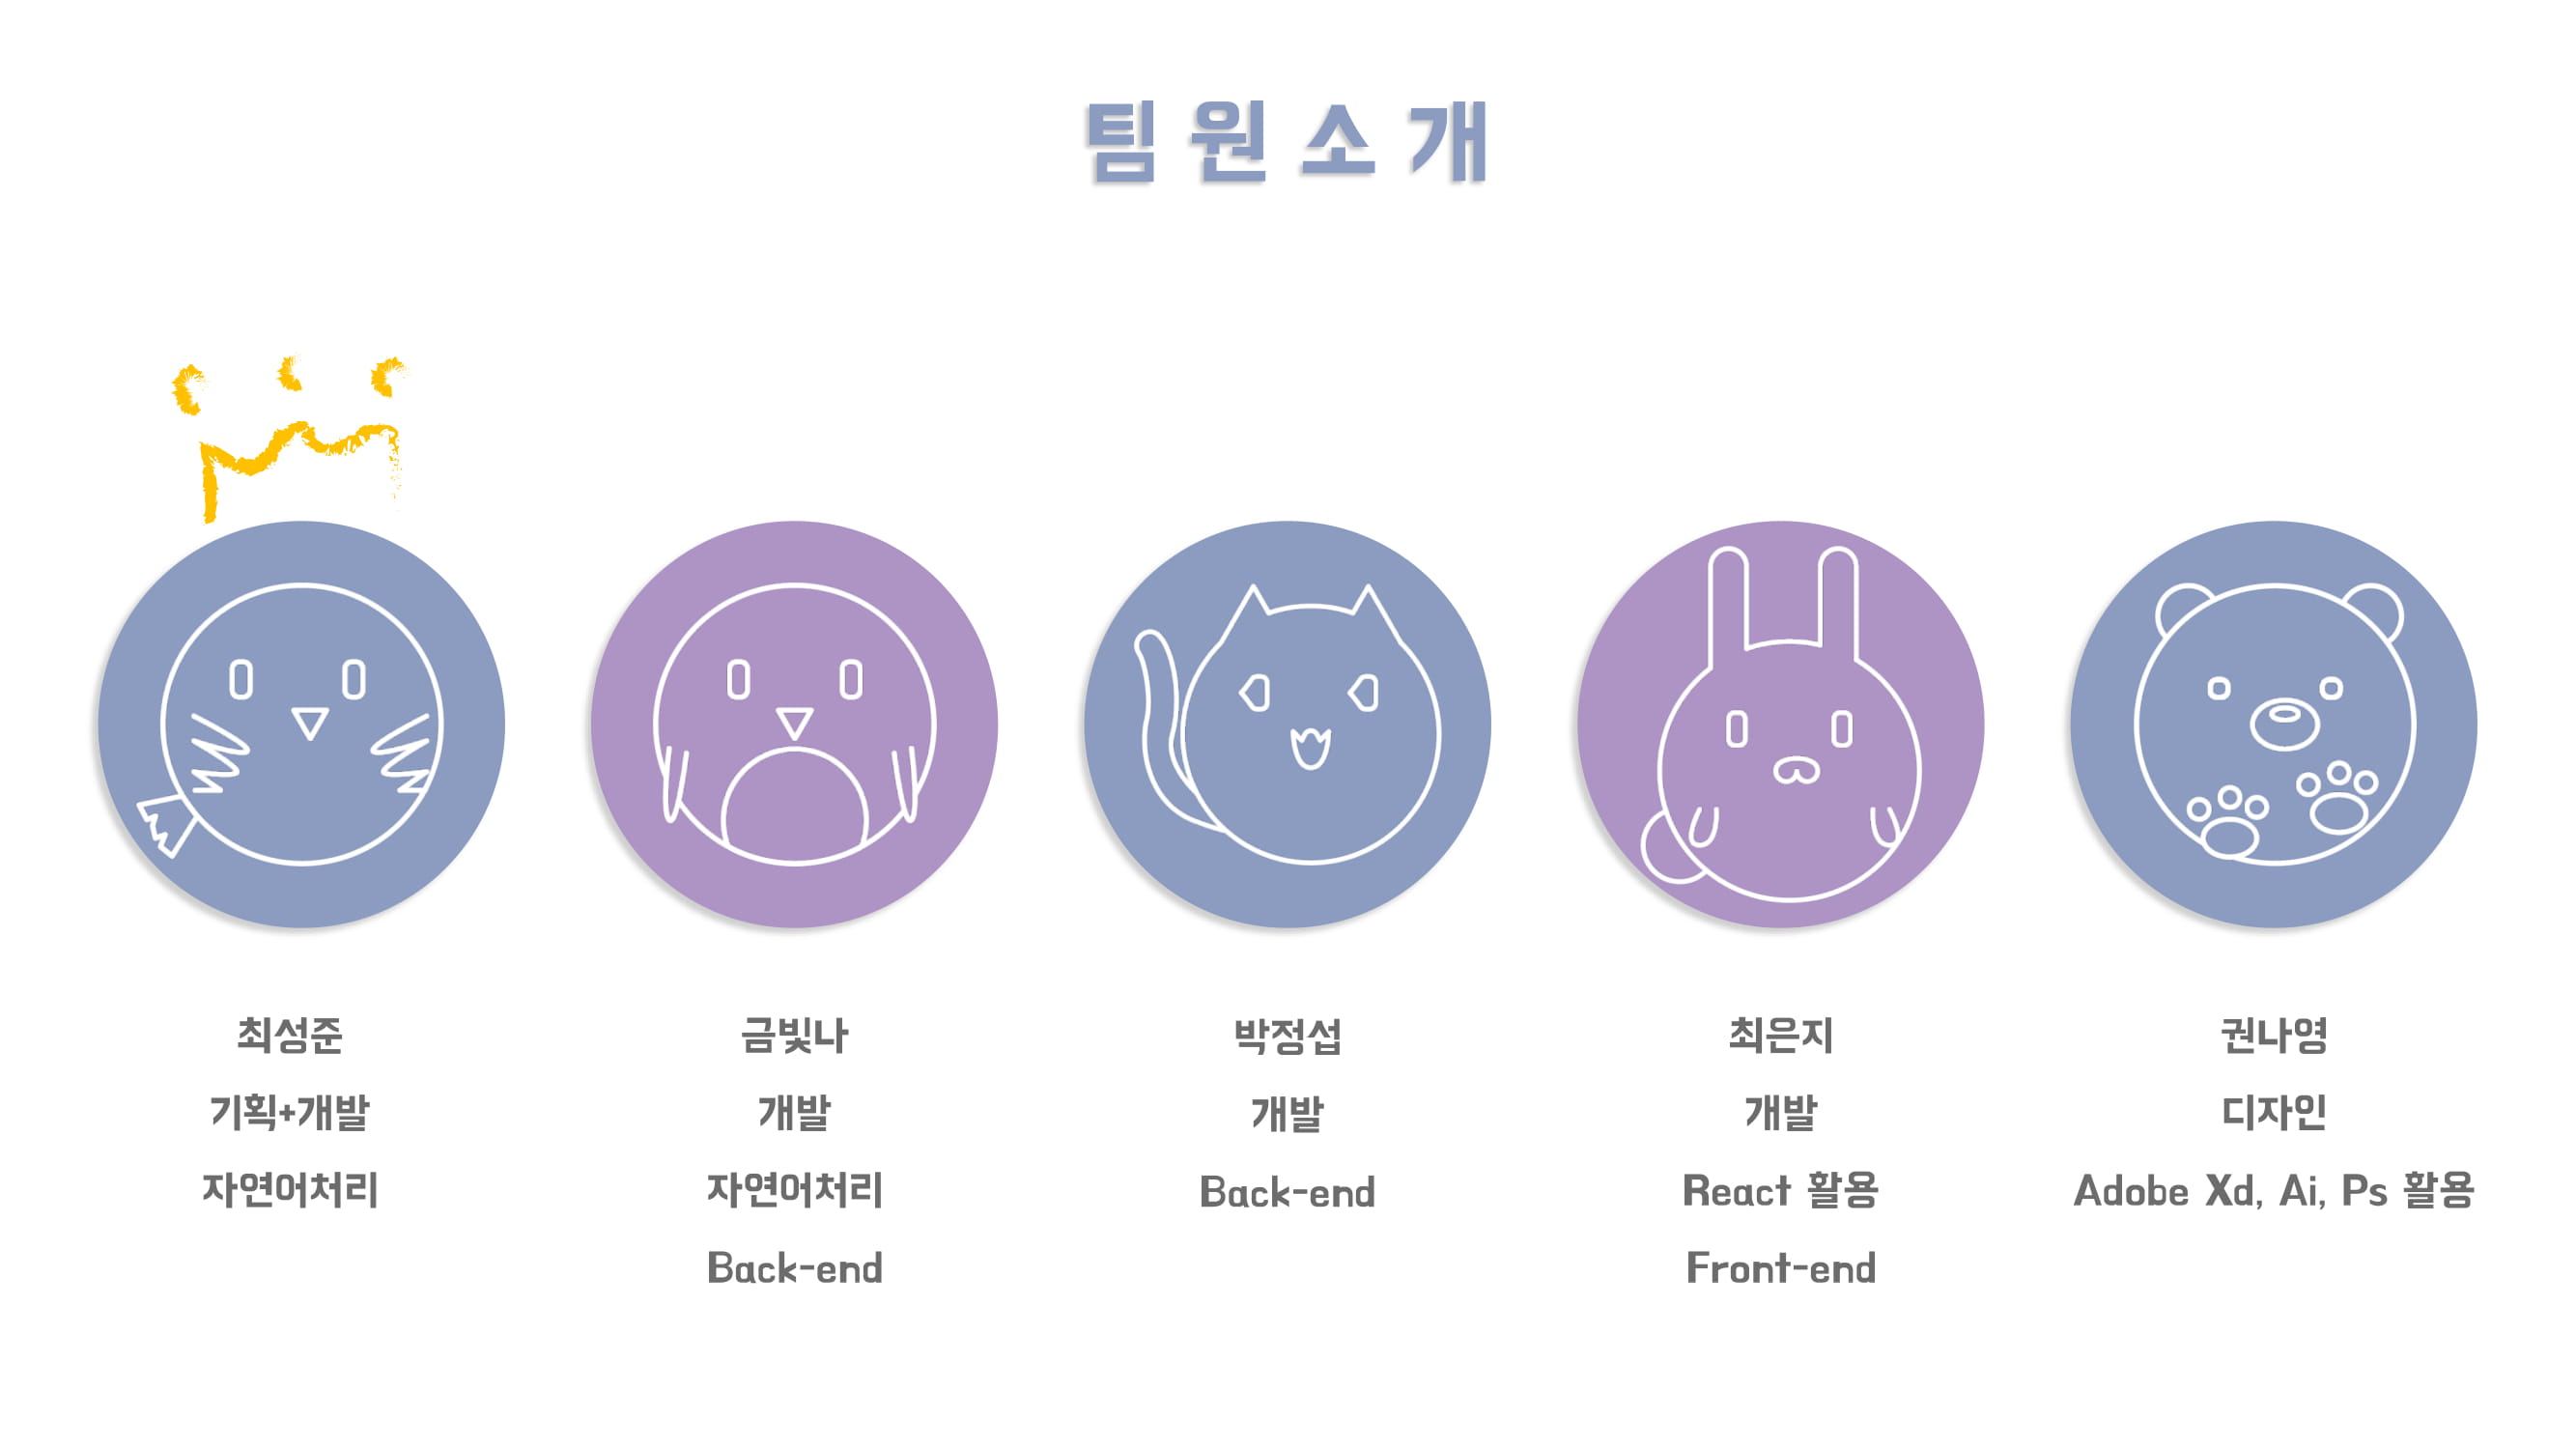 팀원소개
최성준
기획+개발
자연어처리
금빛나
개발
자연어처리
Back-end
박정섭
개발
Back-end
최은지
개발
React 활용
Front-end
권나영
디자인
Adobe Xd, Ai, Ps 활용